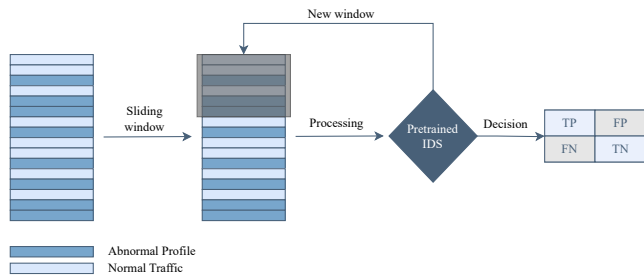 New window
Sliding
window
Processing
Pretrained
IDS
Decision
TP
FP
FN
TN
Abnormal Profile
Normal Traffic